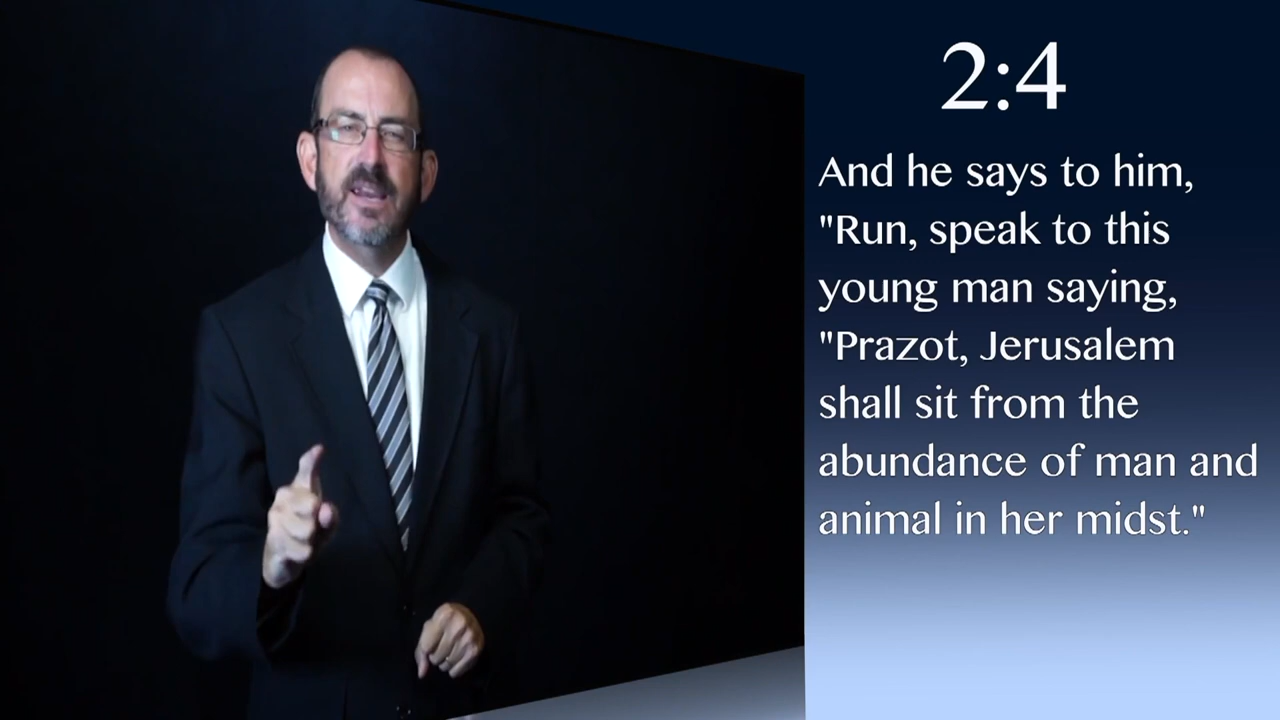 2:4
And he says to him,
"Run, speak to this
young man saying,
"Prazot, Jerusalem
shall sit from the
abundance of man and
animal in her midst."